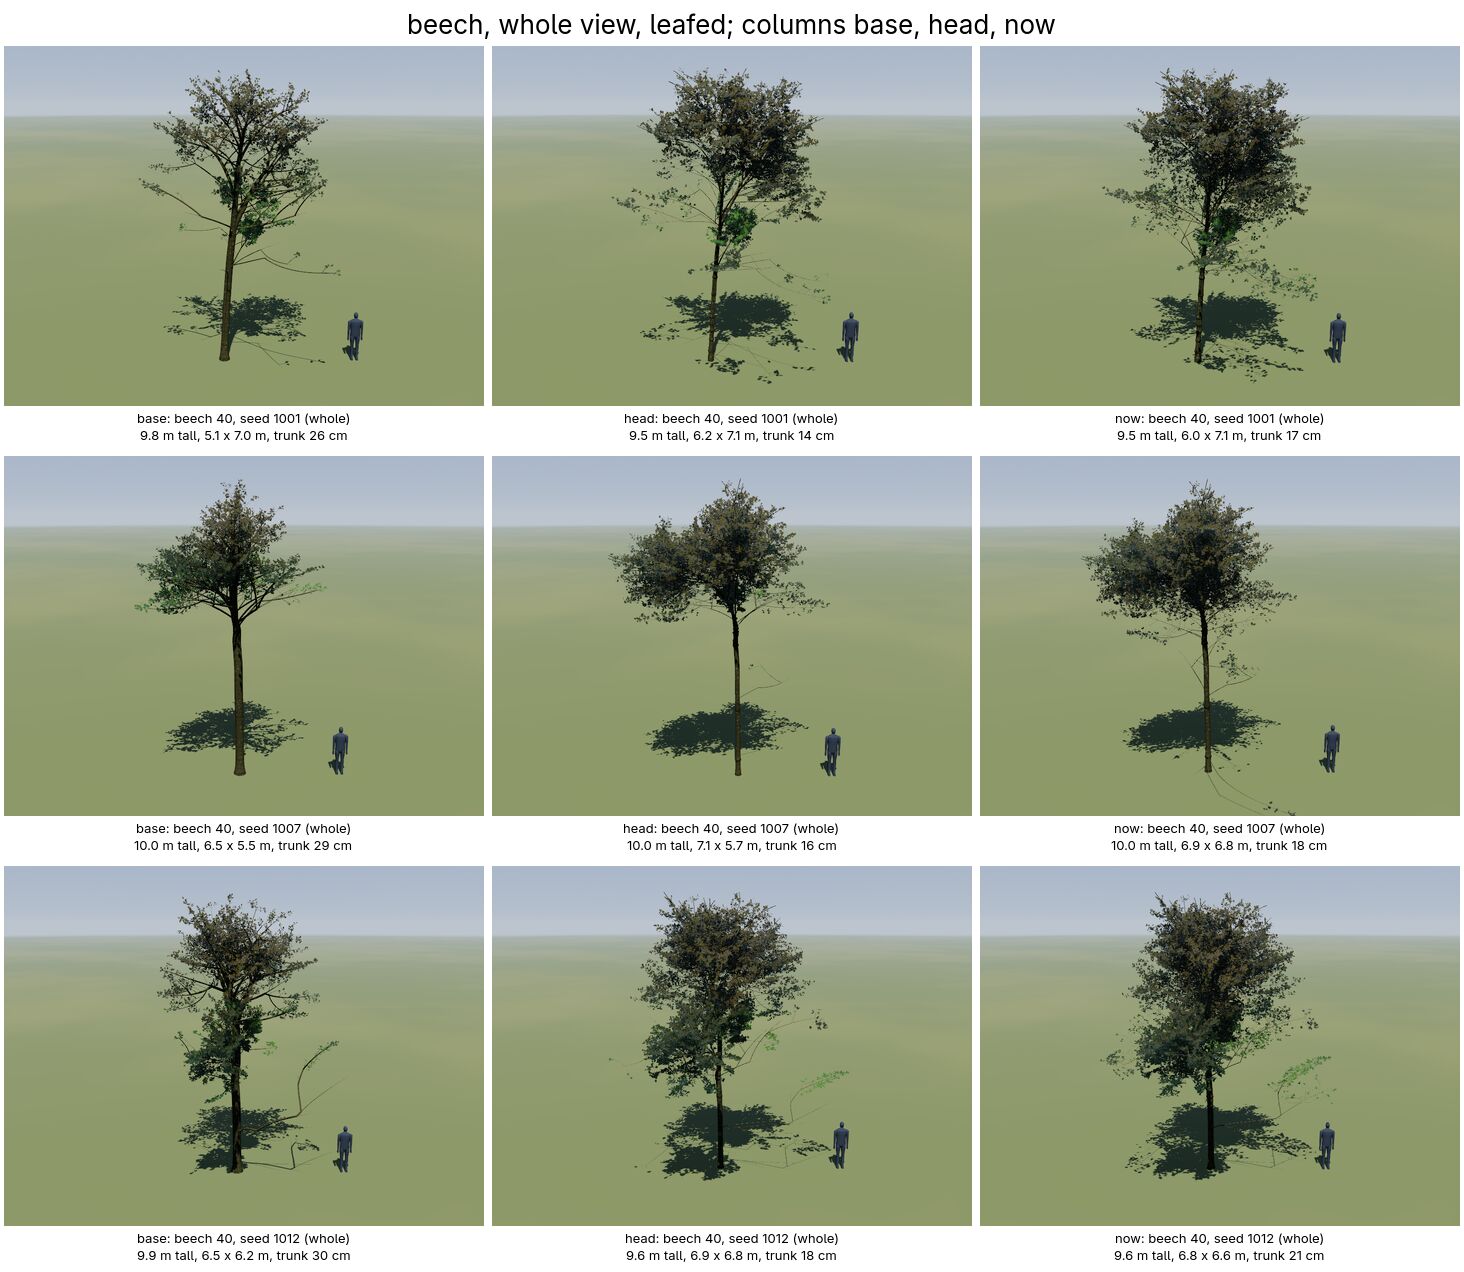 beech, whole view, leafed; columns base, head, now
base: beech 40, seed 1001 (whole)
9.8 m tall, 5.1 x 7.0 m, trunk 26 cm
head: beech 40, seed 1001 (whole)
9.5 m tall, 6.2 x 7.1 m, trunk 14 cm
now: beech 40, seed 1001 (whole)
9.5 m tall, 6.0 x 7.1 m, trunk 17 cm
base: beech 40, seed 1007 (whole)
10.0 m tall, 6.5 x 5.5 m, trunk 29 cm
head: beech 40, seed 1007 (whole)
10.0 m tall, 7.1 x 5.7 m, trunk 16 cm
now: beech 40, seed 1007 (whole)
10.0 m tall, 6.9 x 6.8 m, trunk 18 cm
base: beech 40, seed 1012 (whole)
9.9 m tall, 6.5 x 6.2 m, trunk 30 cm
head: beech 40, seed 1012 (whole)
9.6 m tall, 6.9 x 6.8 m, trunk 18 cm
now: beech 40, seed 1012 (whole)
9.6 m tall, 6.8 x 6.6 m, trunk 21 cm